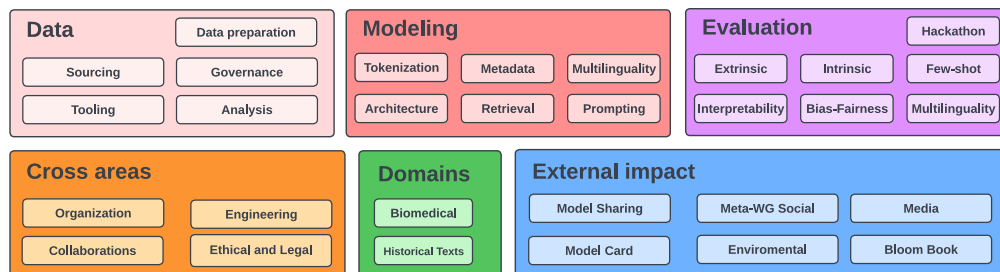 Data
Data preparation
Sourcing
Governance
Tooling
Analysis
Modeling
Tokenization
Metadata
Multilinguality
Architecture
Retrieval
Prompting
Evaluation
Hackathon
Extrinsic
Intrinsic
Few-shot
Interpretability
Bias-Fairness
Multilinguality
Cross areas
Organization
Engineering
Collaborations
Ethical and Legal
Domains
Biomedical
Historical Texts
External impact
Model Sharing
Meta-WG Social
Media
Model Card
Enviromental
Bloom Book